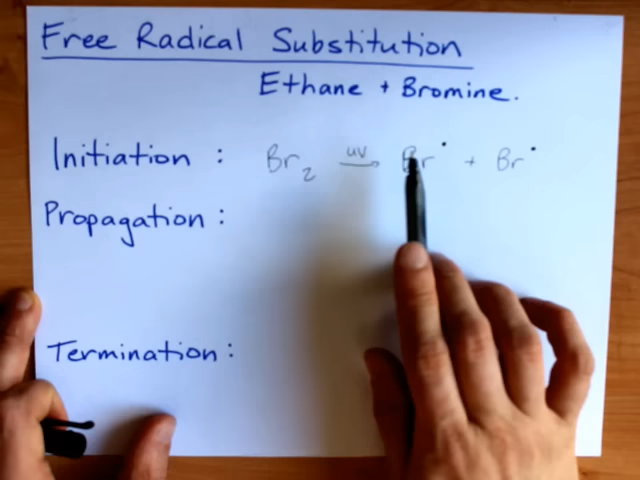 Free Radical Substitution
Ethane + Bromine.
Initiation : Br₂ uv→ Br• + Br•
Propagation :
Termination :